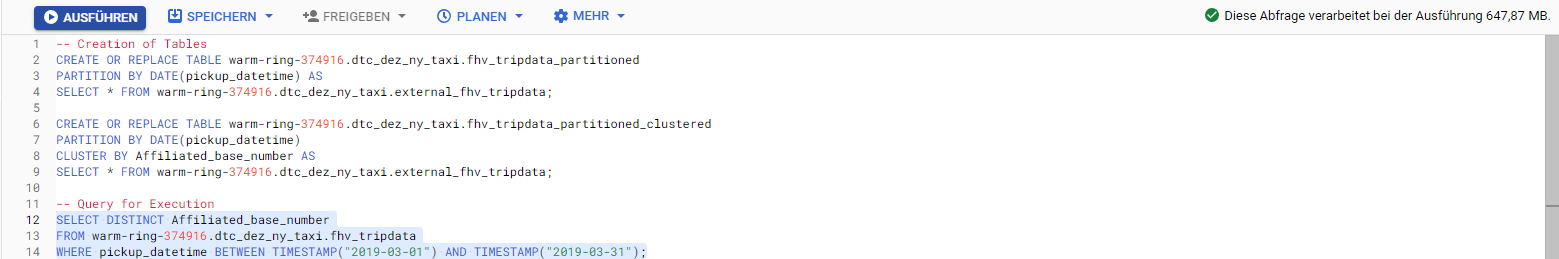 AUSFÜHREN SPEICHERN FREIGEBEN PLANEN MEHR Diese Abfrage verarbeitet bei der Ausführung 647,87 MB.
1 -- Creation of Tables
2 CREATE OR REPLACE TABLE warm-ring-374916.dtc_dez_ny_taxi.fhv_tripdata_partitioned
3 PARTITION BY DATE(pickup_datetime) AS
4 SELECT * FROM warm-ring-374916.dtc_dez_ny_taxi.external_fhv_tripdata;
5
6 CREATE OR REPLACE TABLE warm-ring-374916.dtc_dez_ny_taxi.fhv_tripdata_partitioned_clustered
7 PARTITION BY DATE(pickup_datetime)
8 CLUSTER BY Affiliated_base_number AS
9 SELECT * FROM warm-ring-374916.dtc_dez_ny_taxi.external_fhv_tripdata;
10
11 -- Query for Execution
12 SELECT DISTINCT Affiliated_base_number
13 FROM warm-ring-374916.dtc_dez_ny_taxi.fhv_tripdata
14 WHERE pickup_datetime BETWEEN TIMESTAMP("2019-03-01") AND TIMESTAMP("2019-03-31");